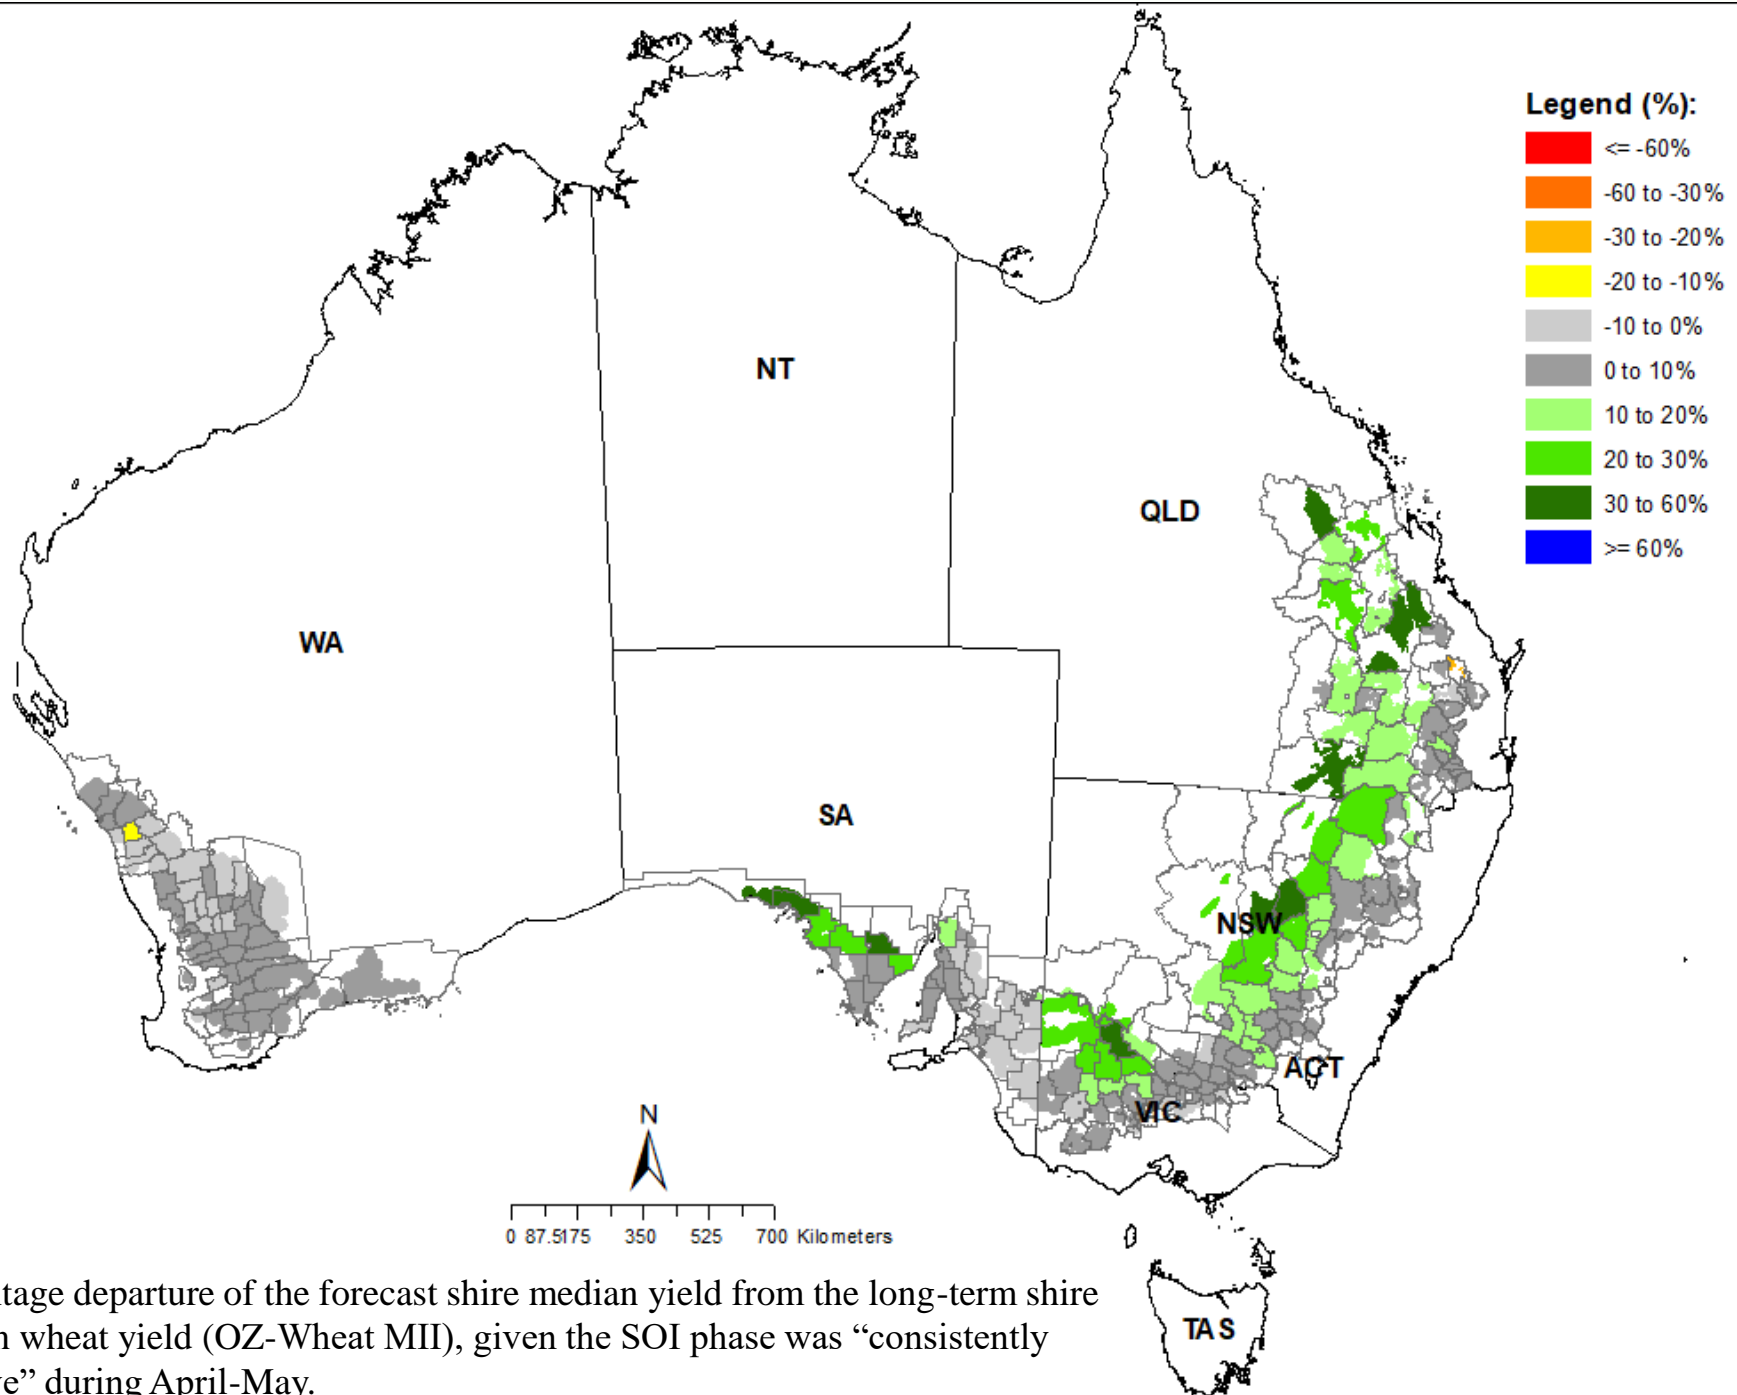 Legend (%):
<= -60%
-60 to -30%
-30 to -20%
-20 to -10%
-10 to 0%
0 to 10%
10 to 20%
20 to 30%
30 to 60%
>= 60%
NT
QLD
WA
SA
NSW
ACT
VIC
TAS
N
0 87.5175 350 525 700 Kilometers
departure of the forecast shire median yield from the long-term shire
wheat yield (OZ-Wheat MII), given the SOI phase was “consistently
during April-May.